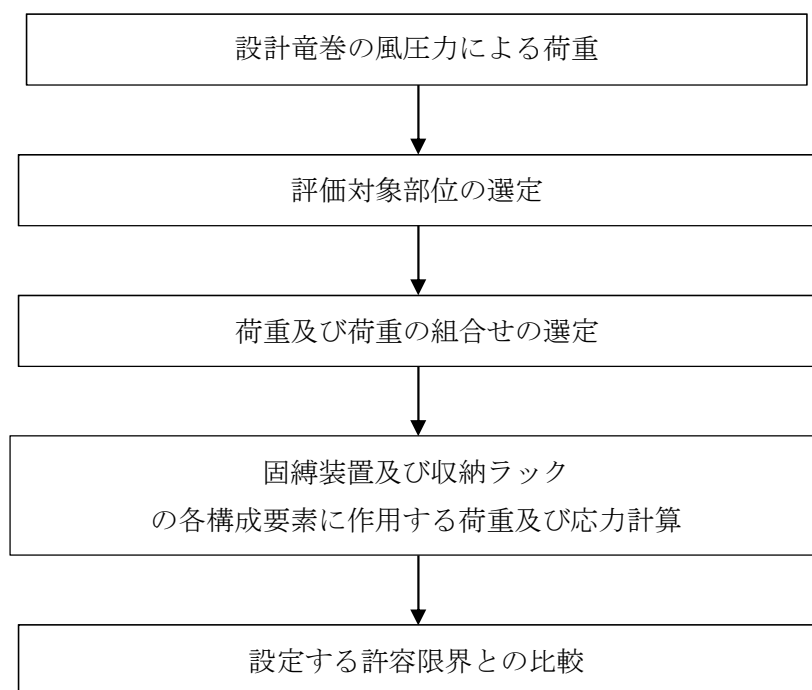 設計竜巻の風圧力による荷重
評価対象部位の選定
荷重及び荷重の組合せの選定
固縛装置及び収納ラック
の各構成要素に作用する荷重及び応力計算
設定する許容限界との比較